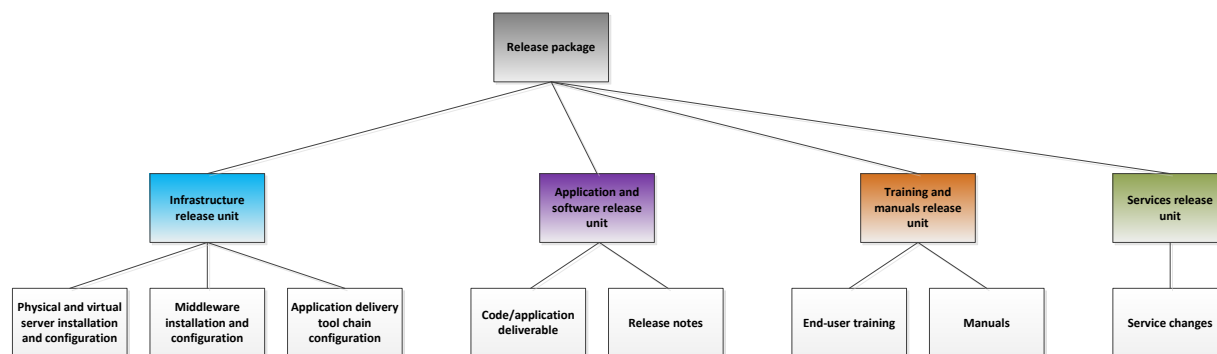 Release package
Infrastructure
release unit
Application and
software release
unit
Training and
manuals release
unit
Services release
unit
Physical and virtual
server installation
and configuration
Middleware
installation and
configuration
Application delivery
tool chain
configuration
Code/application
deliverable
Release notes
End-user training
Manuals
Service changes